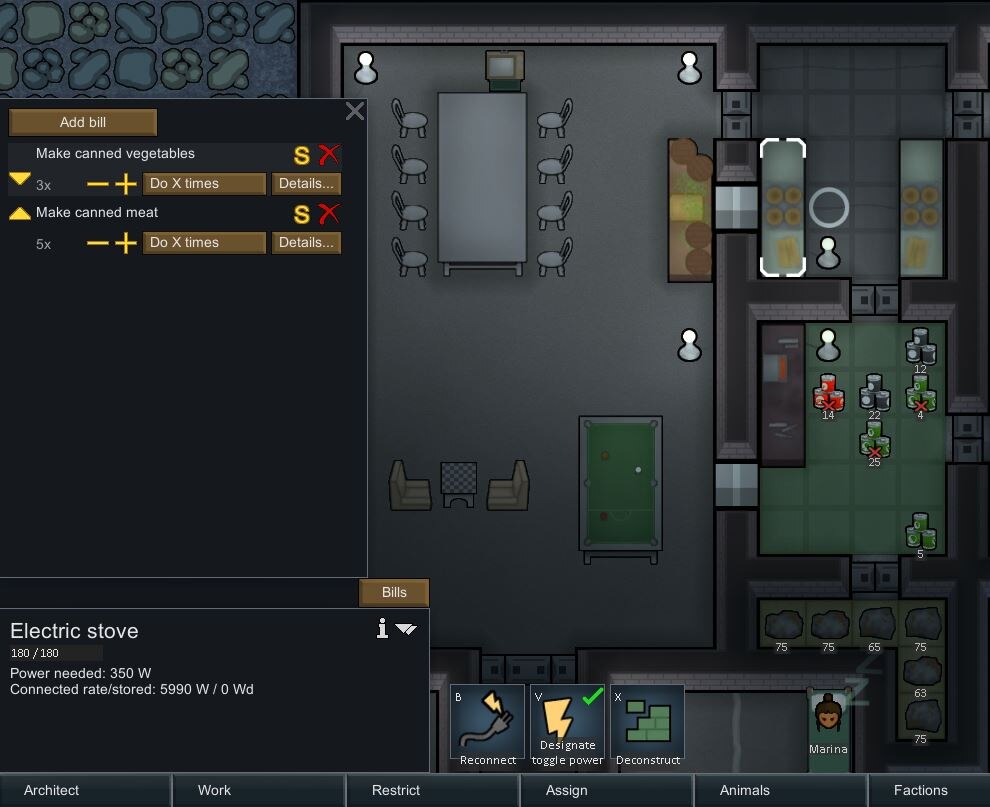 Add bill
Make canned vegetables S
3x Do X times Details...
Make canned meat S
5x Do X times Details...
12
14 22 4
25
5
Bills
Electric stove
180 / 180
Power needed: 350 W
Connected rate/stored: 5990 W / 0 Wd
75 75 65 75
63
75
B
Reconnect
V
Designate
toggle power
X
Deconstruct
Marina
Architect Work Restrict Assign Animals Factions